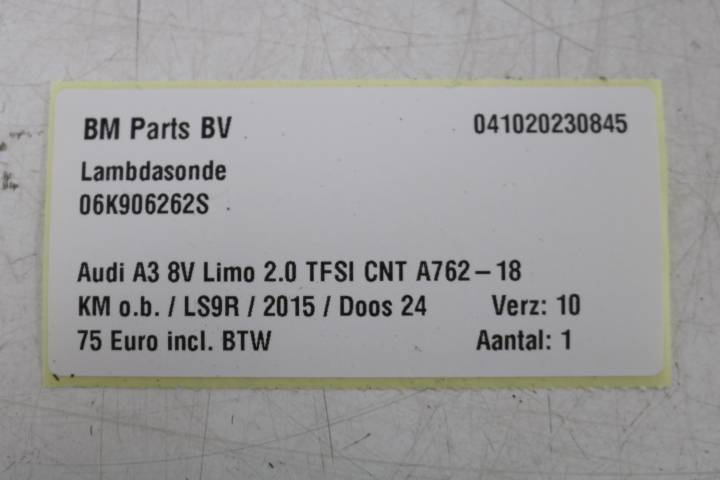 BM Parts BV 041020230845
Lambdasonde
06K906262S
Audi A3 8V Limo 2.0 TFSI CNT A762-18
KM o.b. / LS9R / 2015 / Doos 24 Verz: 10
75 Euro incl. BTW Aantal: 1